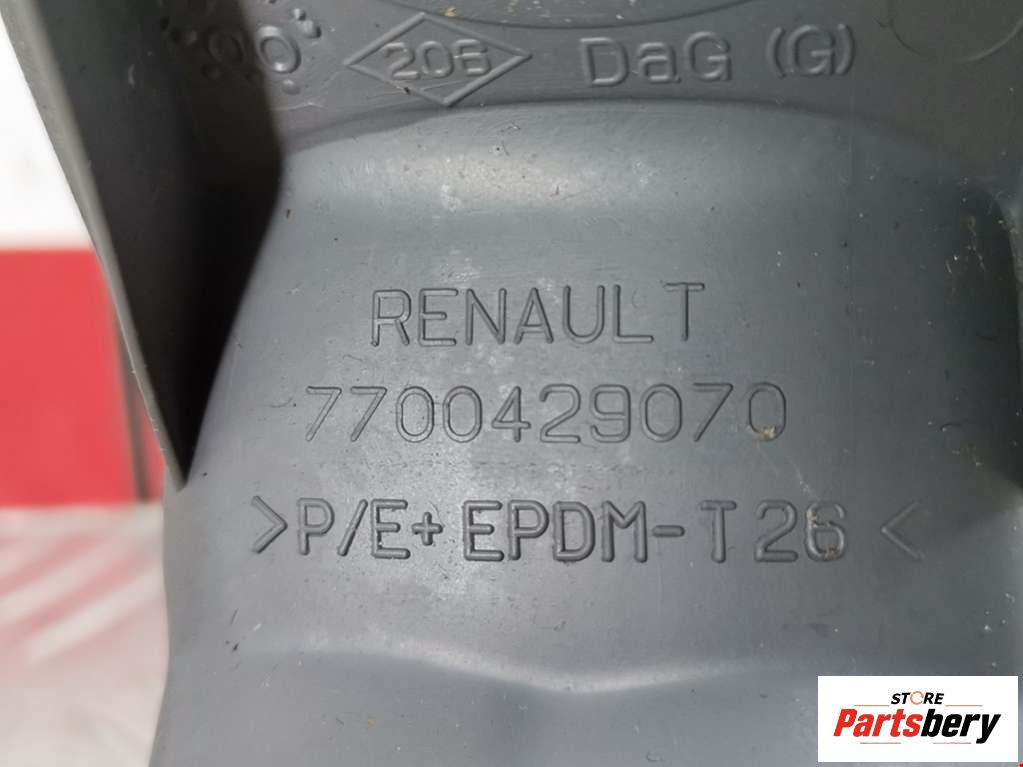 206 DaG (G)
RENAULT
7700429070
>P/E+EPDM-T26<
STORE
Partsbery